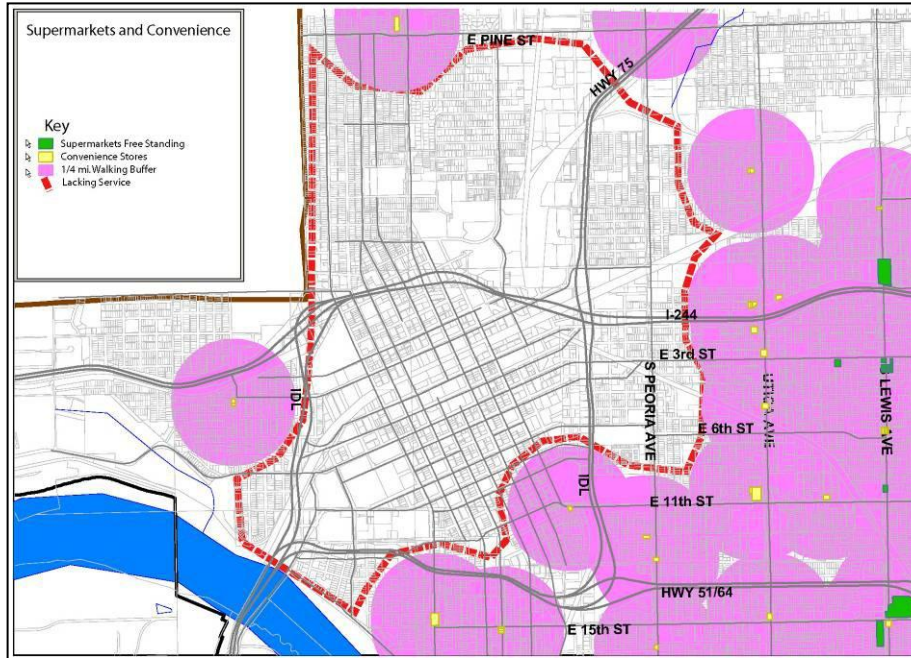 Supermarkets and Convenience
Key
Supermarkets Free Standing
Convenience Stores
1/4 mi. Walking Buffer
Lacking Service
E PINE ST
HWY 75
I-244
E 3rd ST
S PEORIA AVE
UTICA AVE
S LEWIS AVE
IDL
E 6th ST
IDL
E 11th ST
HWY 51/64
E 15th ST